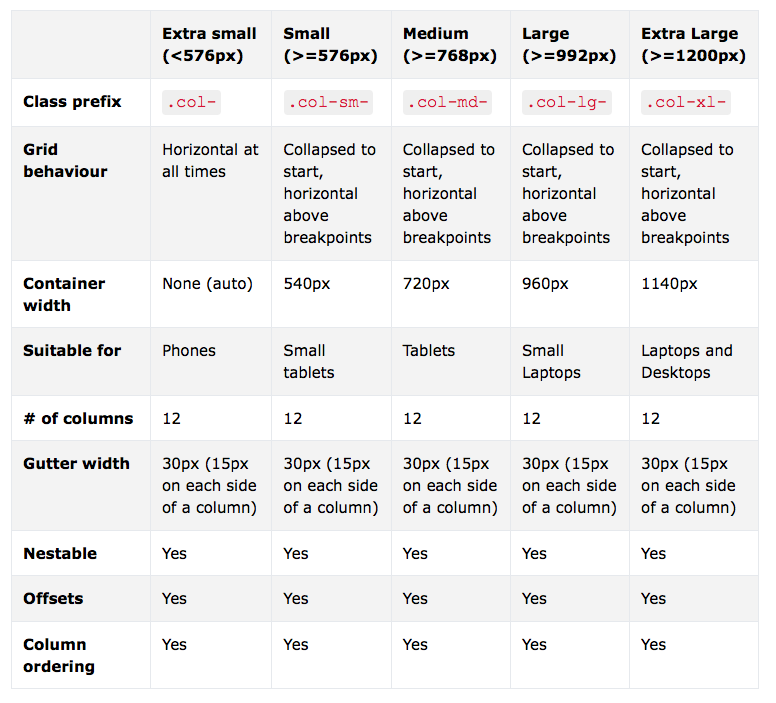 Extra small Small Medium Large Extra Large
(<576px) (>=576px) (>=768px) (>=992px) (>=1200px)
Class prefix .col- .col-sm- .col-md- .col-lg- .col-xl-
Grid Horizontal at Collapsed to Collapsed to Collapsed to Collapsed to
behaviour all times start, start, start, start,
horizontal horizontal horizontal horizontal
above above above above
breakpoints breakpoints breakpoints breakpoints
Container None (auto) 540px 720px 960px 1140px
width
Suitable for Phones Small Tablets Small Laptops and
tablets Laptops Desktops
# of columns 12 12 12 12 12
Gutter width 30px (15px 30px (15px 30px (15px 30px (15px 30px (15px
on each side on each side on each side on each side on each side
of a column) of a column) of a column) of a column) of a column)
Nestable Yes Yes Yes Yes Yes
Offsets Yes Yes Yes Yes Yes
Column Yes Yes Yes Yes Yes
ordering